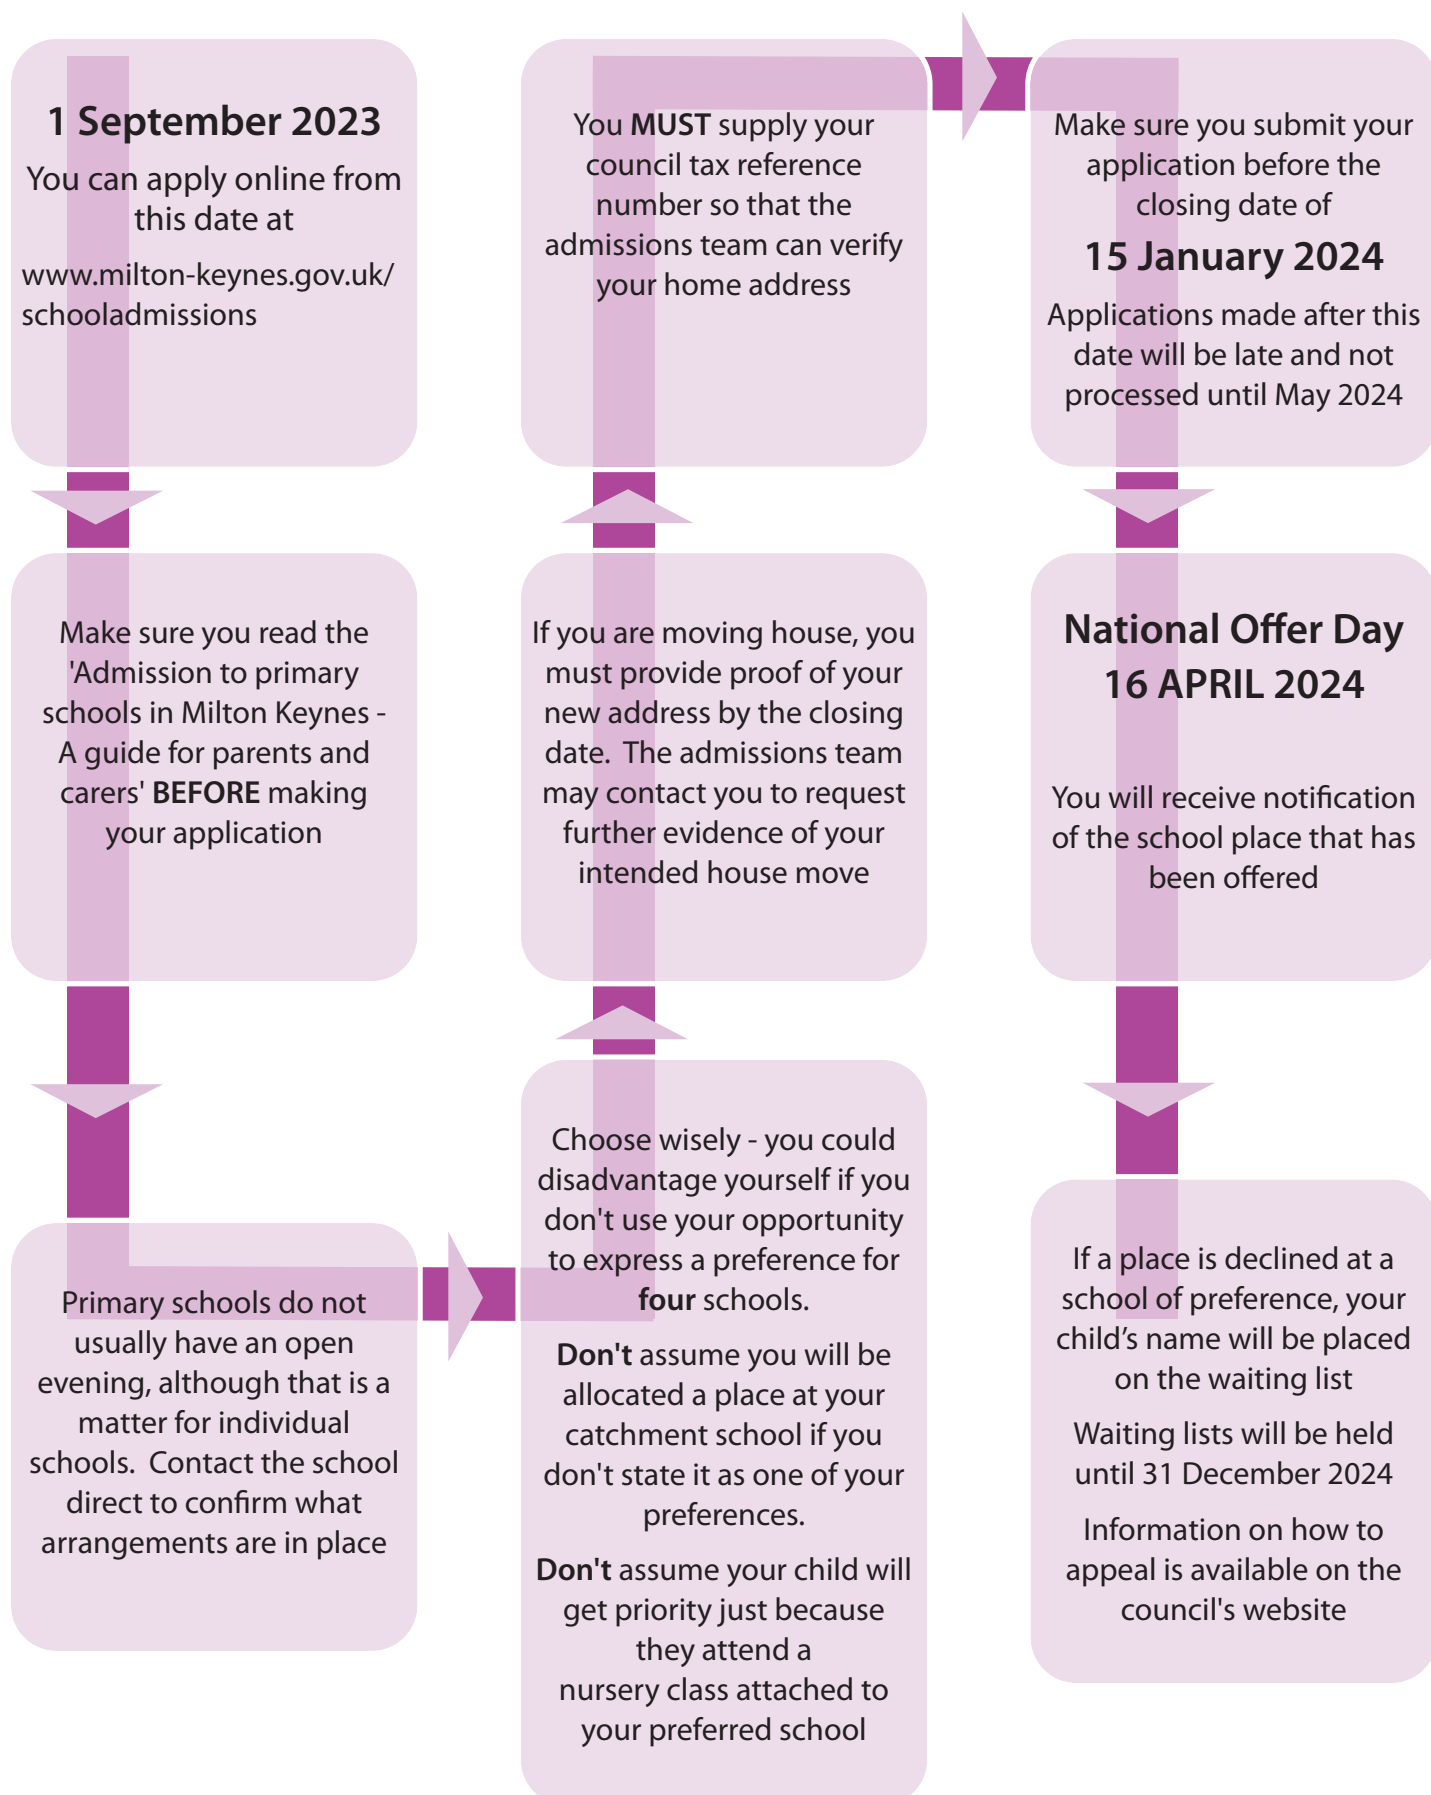 1 September 2023
You can apply online from
this date at
www.milton-keynes.gov.uk/
schooladmissions
Make sure you read the
'Admission to primary
schools in Milton Keynes -
A guide for parents and
carers' BEFORE making
your application
Primary schools do not
usually have an open
evening, although that is a
matter for individual
schools.  Contact the school
direct to confirm what
arrangements are in place
Choose wisely - you could
disadvantage yourself if you
don't use your opportunity
to express a preference for
four schools.
Don't assume you will be
allocated a place at your
catchment school if you
don't state it as one of your
preferences.
Don't assume your child will
get priority just because
they attend a
nursery class attached to
your preferred school
If you are moving house, you
must provide proof of your
new address by the closing
date.  The admissions team
may contact you to request
further evidence of your
intended house move
You MUST supply your
council tax reference
number so that the
admissions team can verify
your home address
Make sure you submit your
application before the
closing date of
15 January 2024
Applications made after this
date will be late and not
processed until May 2024
National Offer Day
16 APRIL 2024
You will receive notification
of the school place that has
been offered
If a place is declined at a
school of preference, your
child’s name will be placed
on the waiting list
Waiting lists will be held
until 31 December 2024
Information on how to
appeal is available on the
council's website